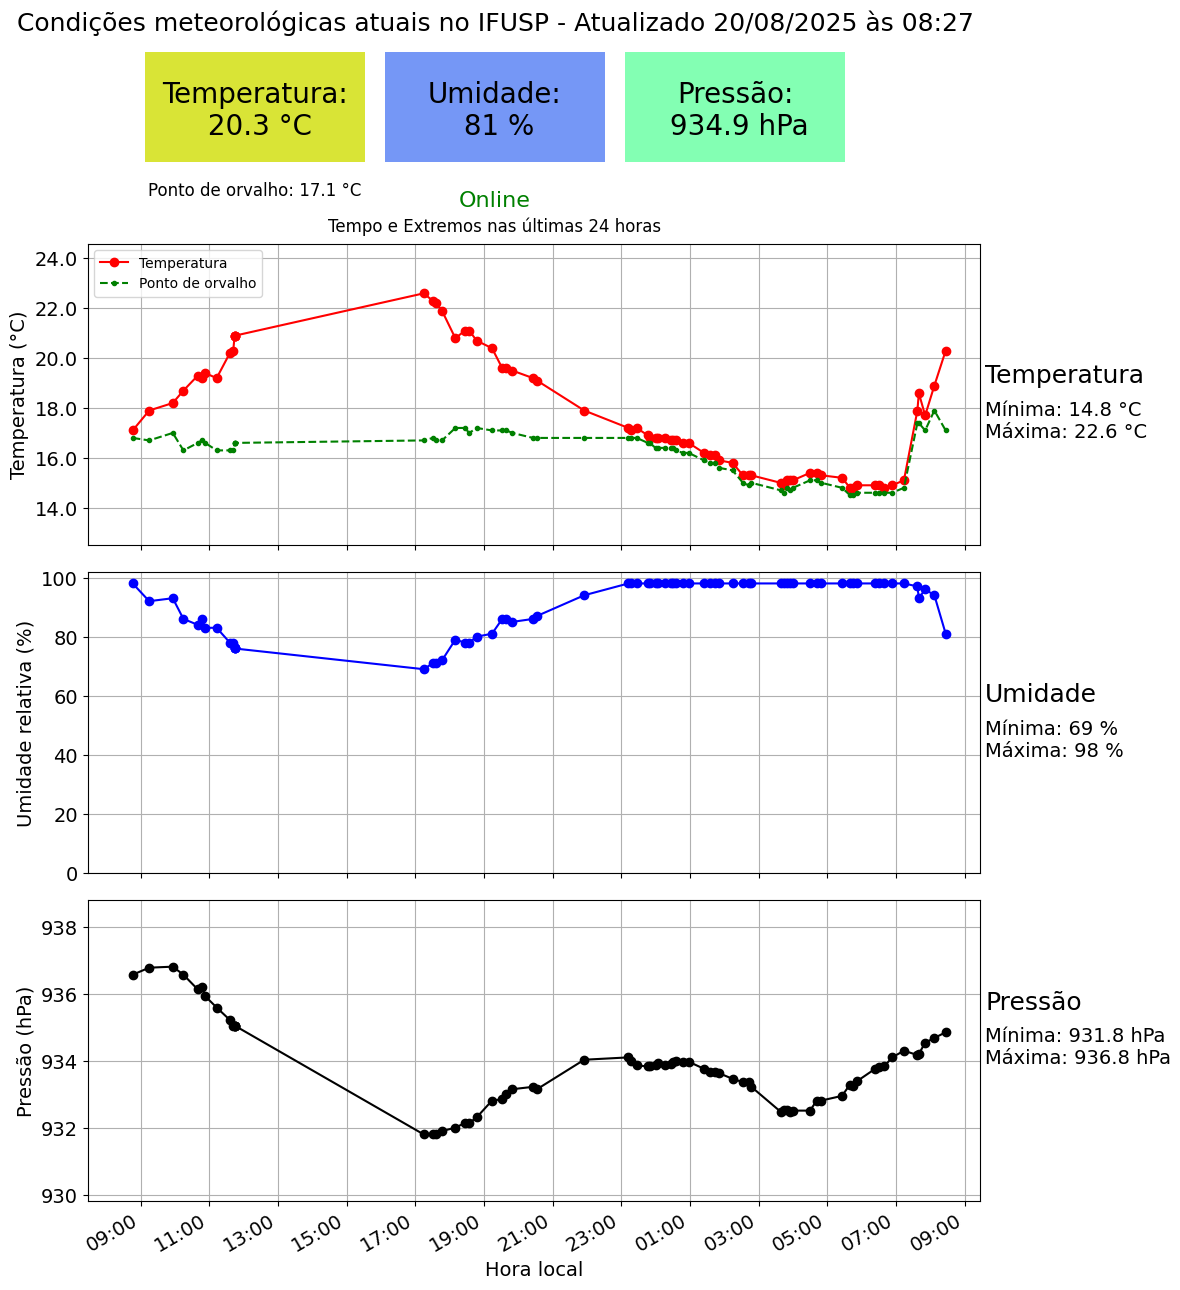 Condições meteorológicas atuais no IFUSP - Atualizado 20/08/2025 às 08:27
Temperatura:
20.3 °C
Umidade:
81 %
Pressão:
934.9 hPa
Ponto de orvalho: 17.1 °C
Online
Tempo e Extremos nas últimas 24 horas
Temperatura
Ponto de orvalho
Temperatura (°C)
24.0
22.0
20.0
18.0
16.0
14.0
Temperatura
Mínima: 14.8 °C
Máxima: 22.6 °C
Umidade relativa (%)
100
80
60
40
20
0
Umidade
Mínima: 69 %
Máxima: 98 %
Pressão (hPa)
938
936
934
932
930
Pressão
Mínima: 931.8 hPa
Máxima: 936.8 hPa
09:00 11:00 13:00 15:00 17:00 19:00 21:00 23:00 01:00 03:00 05:00 07:00 09:00
Hora local